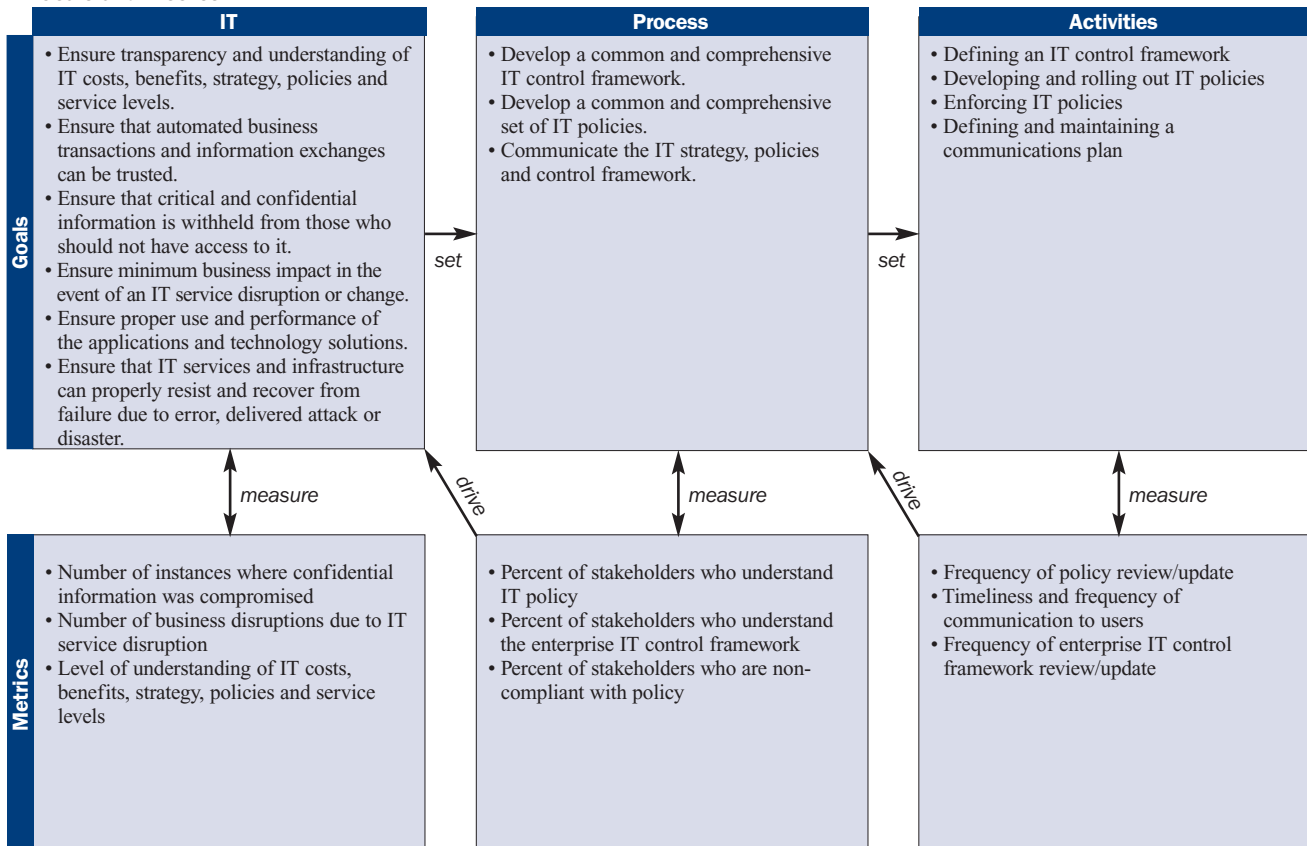 IT
Process
Activities
Goals
• Ensure transparency and understanding of
IT costs, benefits, strategy, policies and
service levels.
• Ensure that automated business
transactions and information exchanges
can be trusted.
• Ensure that critical and confidential
information is withheld from those who
should not have access to it.
• Ensure minimum business impact in the
event of an IT service disruption or change.
• Ensure proper use and performance of
the applications and technology solutions.
• Ensure that IT services and infrastructure
can properly resist and recover from
failure due to error, delivered attack or
disaster.
set
• Develop a common and comprehensive
IT control framework.
• Develop a common and comprehensive
set of IT policies.
• Communicate the IT strategy, policies
and control framework.
set
• Defining an IT control framework
• Developing and rolling out IT policies
• Enforcing IT policies
• Defining and maintaining a
communications plan
measure
drive
measure
drive
measure
Metrics
• Number of instances where confidential
information was compromised
• Number of business disruptions due to IT
service disruption
• Level of understanding of IT costs,
benefits, strategy, policies and service
levels
• Percent of stakeholders who understand
IT policy
• Percent of stakeholders who understand
the enterprise IT control framework
• Percent of stakeholders who are non-
compliant with policy
• Frequency of policy review/update
• Timeliness and frequency of
communication to users
• Frequency of enterprise IT control
framework review/update